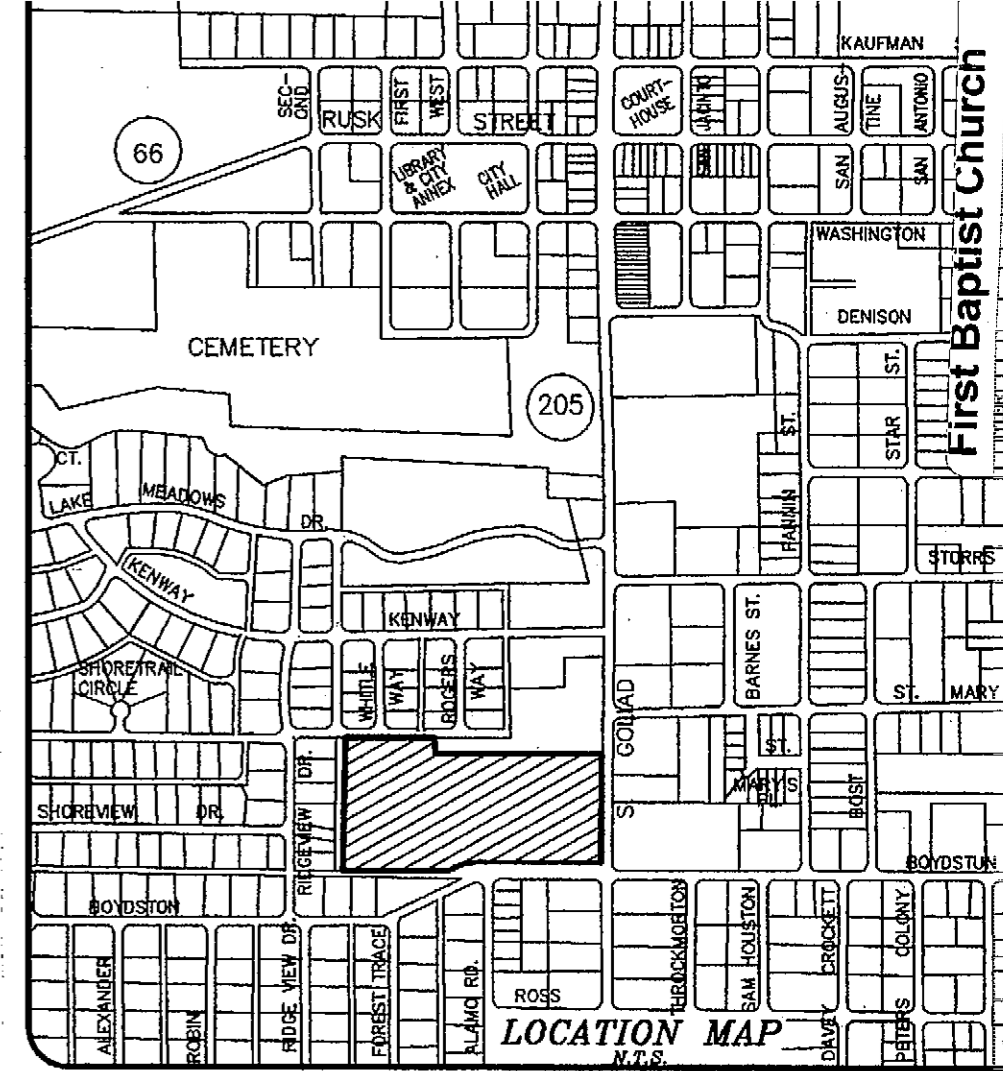 KAUFMAN
First Baptist Church
SEC-
OND
FIRST
WEST
COURT-
HOUSE
JACINTO
AUGUS-
TINE
ANTONIO
RUSK
STREET
66
LIBRARY
& CITY
ANNEX
CITY
HALL
SAN
SAN
SAN
WASHINGTON
DENISON
CEMETERY
205
ST.
STAR
ST.
FANNIN
CT.
LAKE
MEADOWS
DR.
STORRS
KENWAY
KENWAY
BARNES ST.
SHORETRAIL
CIRCLE
WHITLE
WAY
ROGERS
WAY
ST. MARY
S GOLIAD
ST.
MARY'S
PL.
BOST
RIDGEVIEW DR.
SHOREVIEW DR.
BOYDSTUN
BOYDSTON
ALEXANDER
ROBIN
RIDGE VIEW DR.
FOREST TRACE
ALAMO RD.
ROSS
THROCKMORTON
SAM HOUSTON
DAVEY CROCKETT
PETERS COLONY
LOCATION MAP
N.T.S.